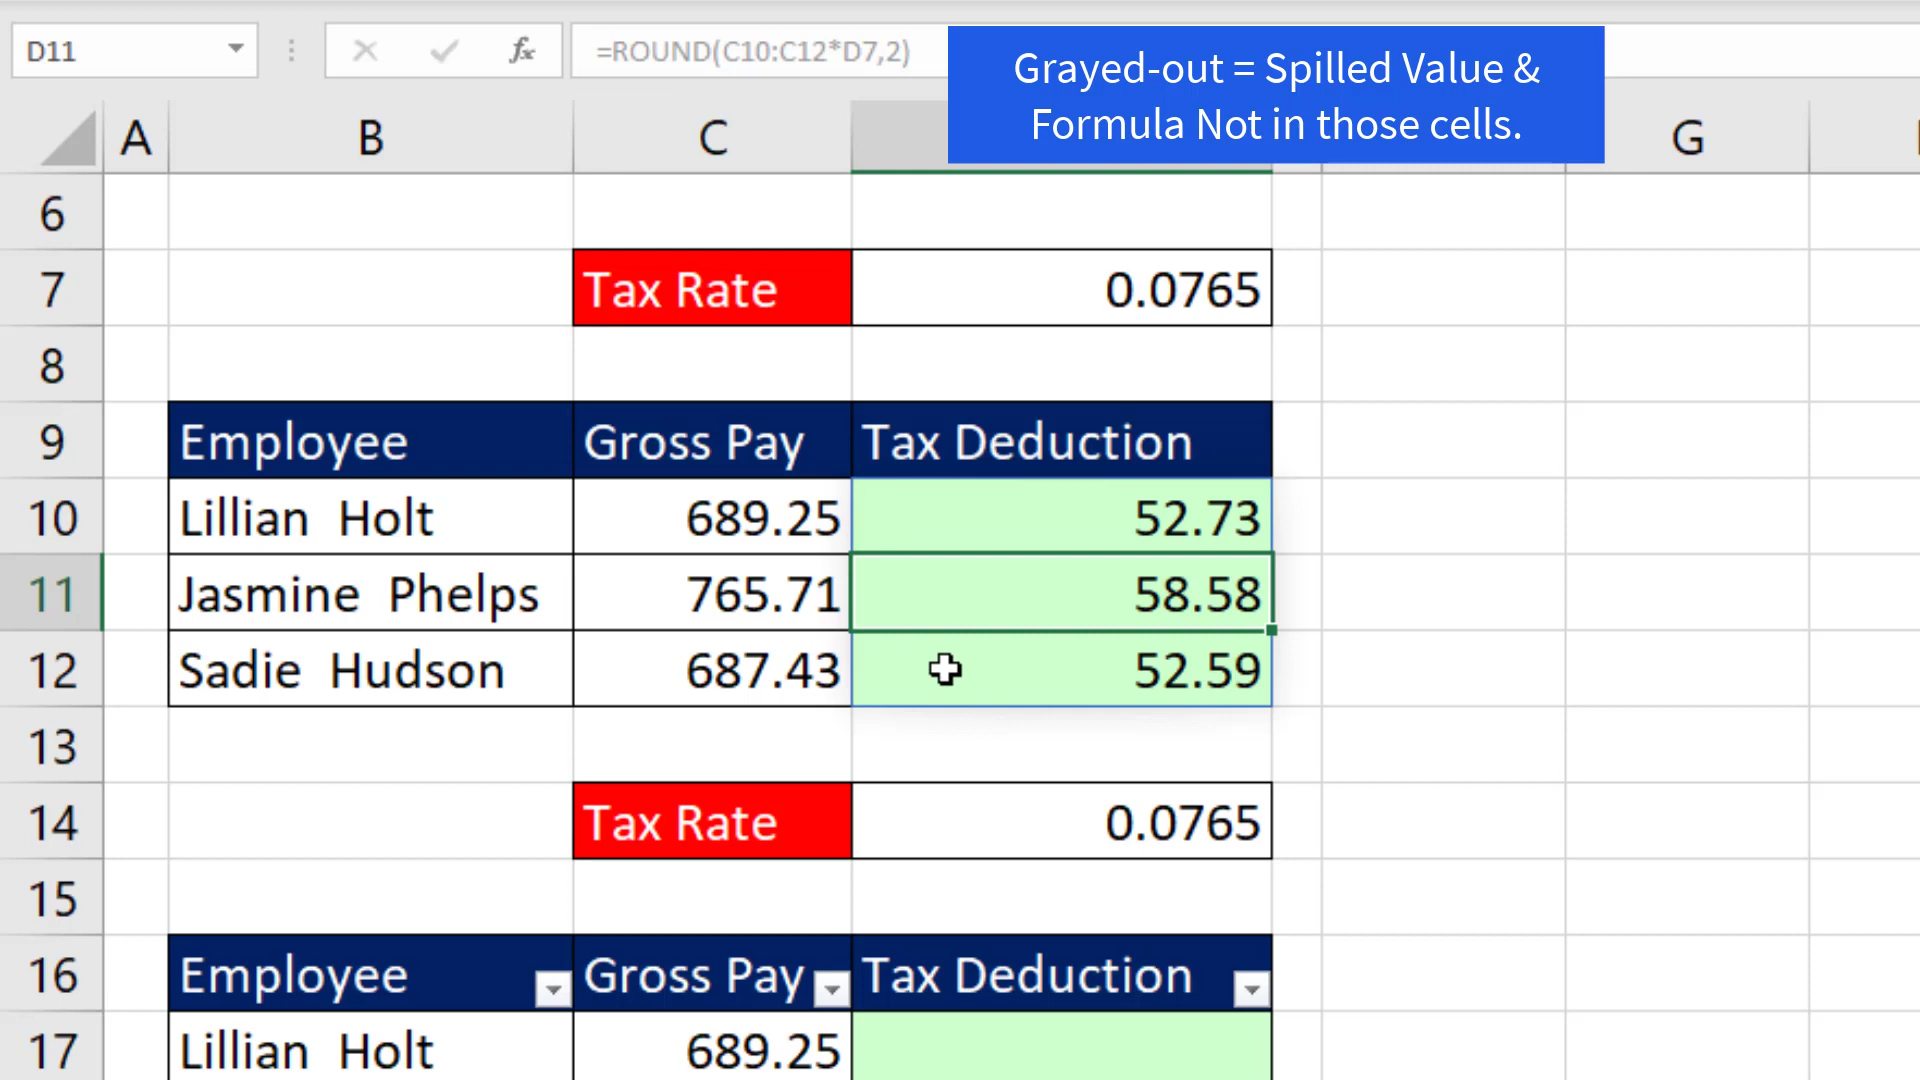 D11 fx =ROUND(C10:C12*D7,2)
Grayed-out = Spilled Value &
Formula Not in those cells.
A B C G
6
7 Tax Rate 0.0765
8
9 Employee Gross Pay Tax Deduction
10 Lillian Holt 689.25 52.73
11 Jasmine Phelps 765.71 58.58
12 Sadie Hudson 687.43 52.59
13
14 Tax Rate 0.0765
15
16 Employee Gross Pay Tax Deduction
17 Lillian Holt 689.25